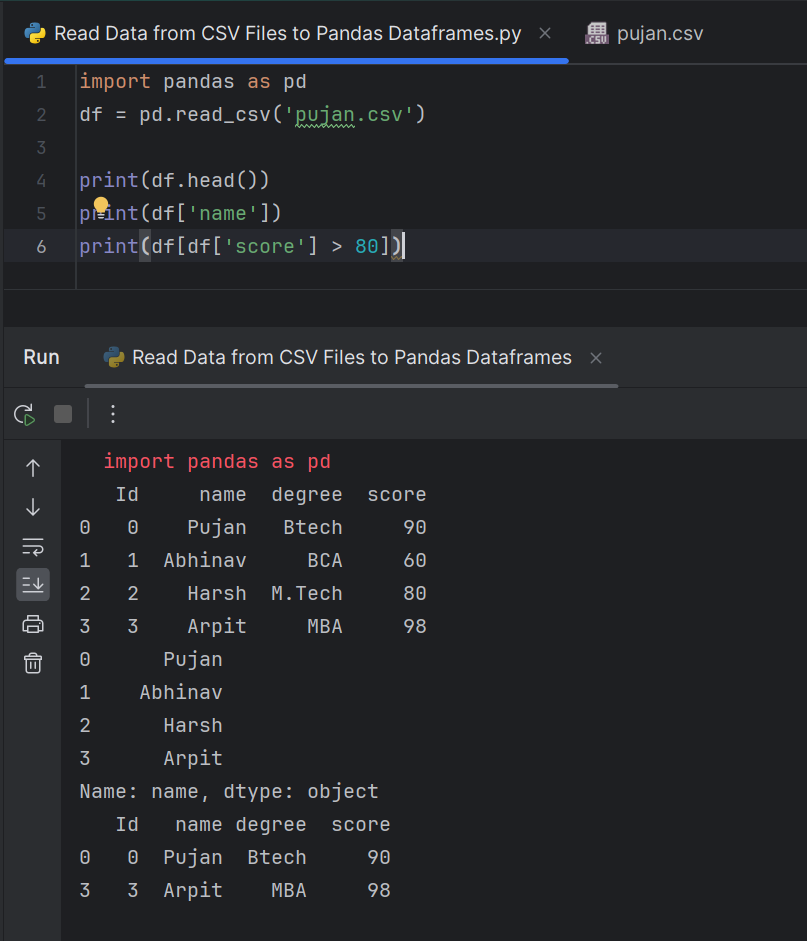 Read Data from CSV Files to Pandas Dataframes.py × CSV pujan.csv
1 import pandas as pd
2 df = pd.read_csv('pujan.csv')
3
4 print(df.head())
5 print(df['name'])
6 print(df[df['score'] > 80])
Run Read Data from CSV Files to Pandas Dataframes ×
import pandas as pd
Id name degree score
0 0 Pujan Btech 90
1 1 Abhinav BCA 60
2 2 Harsh M.Tech 80
3 3 Arpit MBA 98
0 Pujan
1 Abhinav
2 Harsh
3 Arpit
Name: name, dtype: object
Id name degree score
0 0 Pujan Btech 90
3 3 Arpit MBA 98